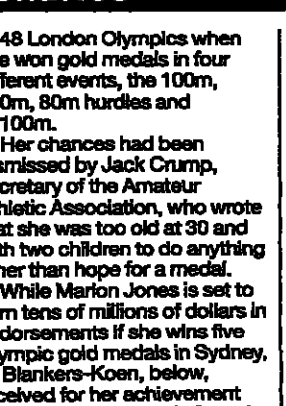 48 London Olympics when
e won gold medals in four
ferent events, the 100m,
0m, 80m hurdles and
100m.
Her chances had been
smissed by Jack Crump,
cretary of the Amateur
hletic Association, who wrote
at she was too old at 30 and
th two children to do anything
her than hope for a medal.
While Marion Jones is set to
rn tens of millions of dollars in
dorsements if she wins five
ympic gold medals in Sydney,
Blankers-Koen, below,
ceived for her achievement